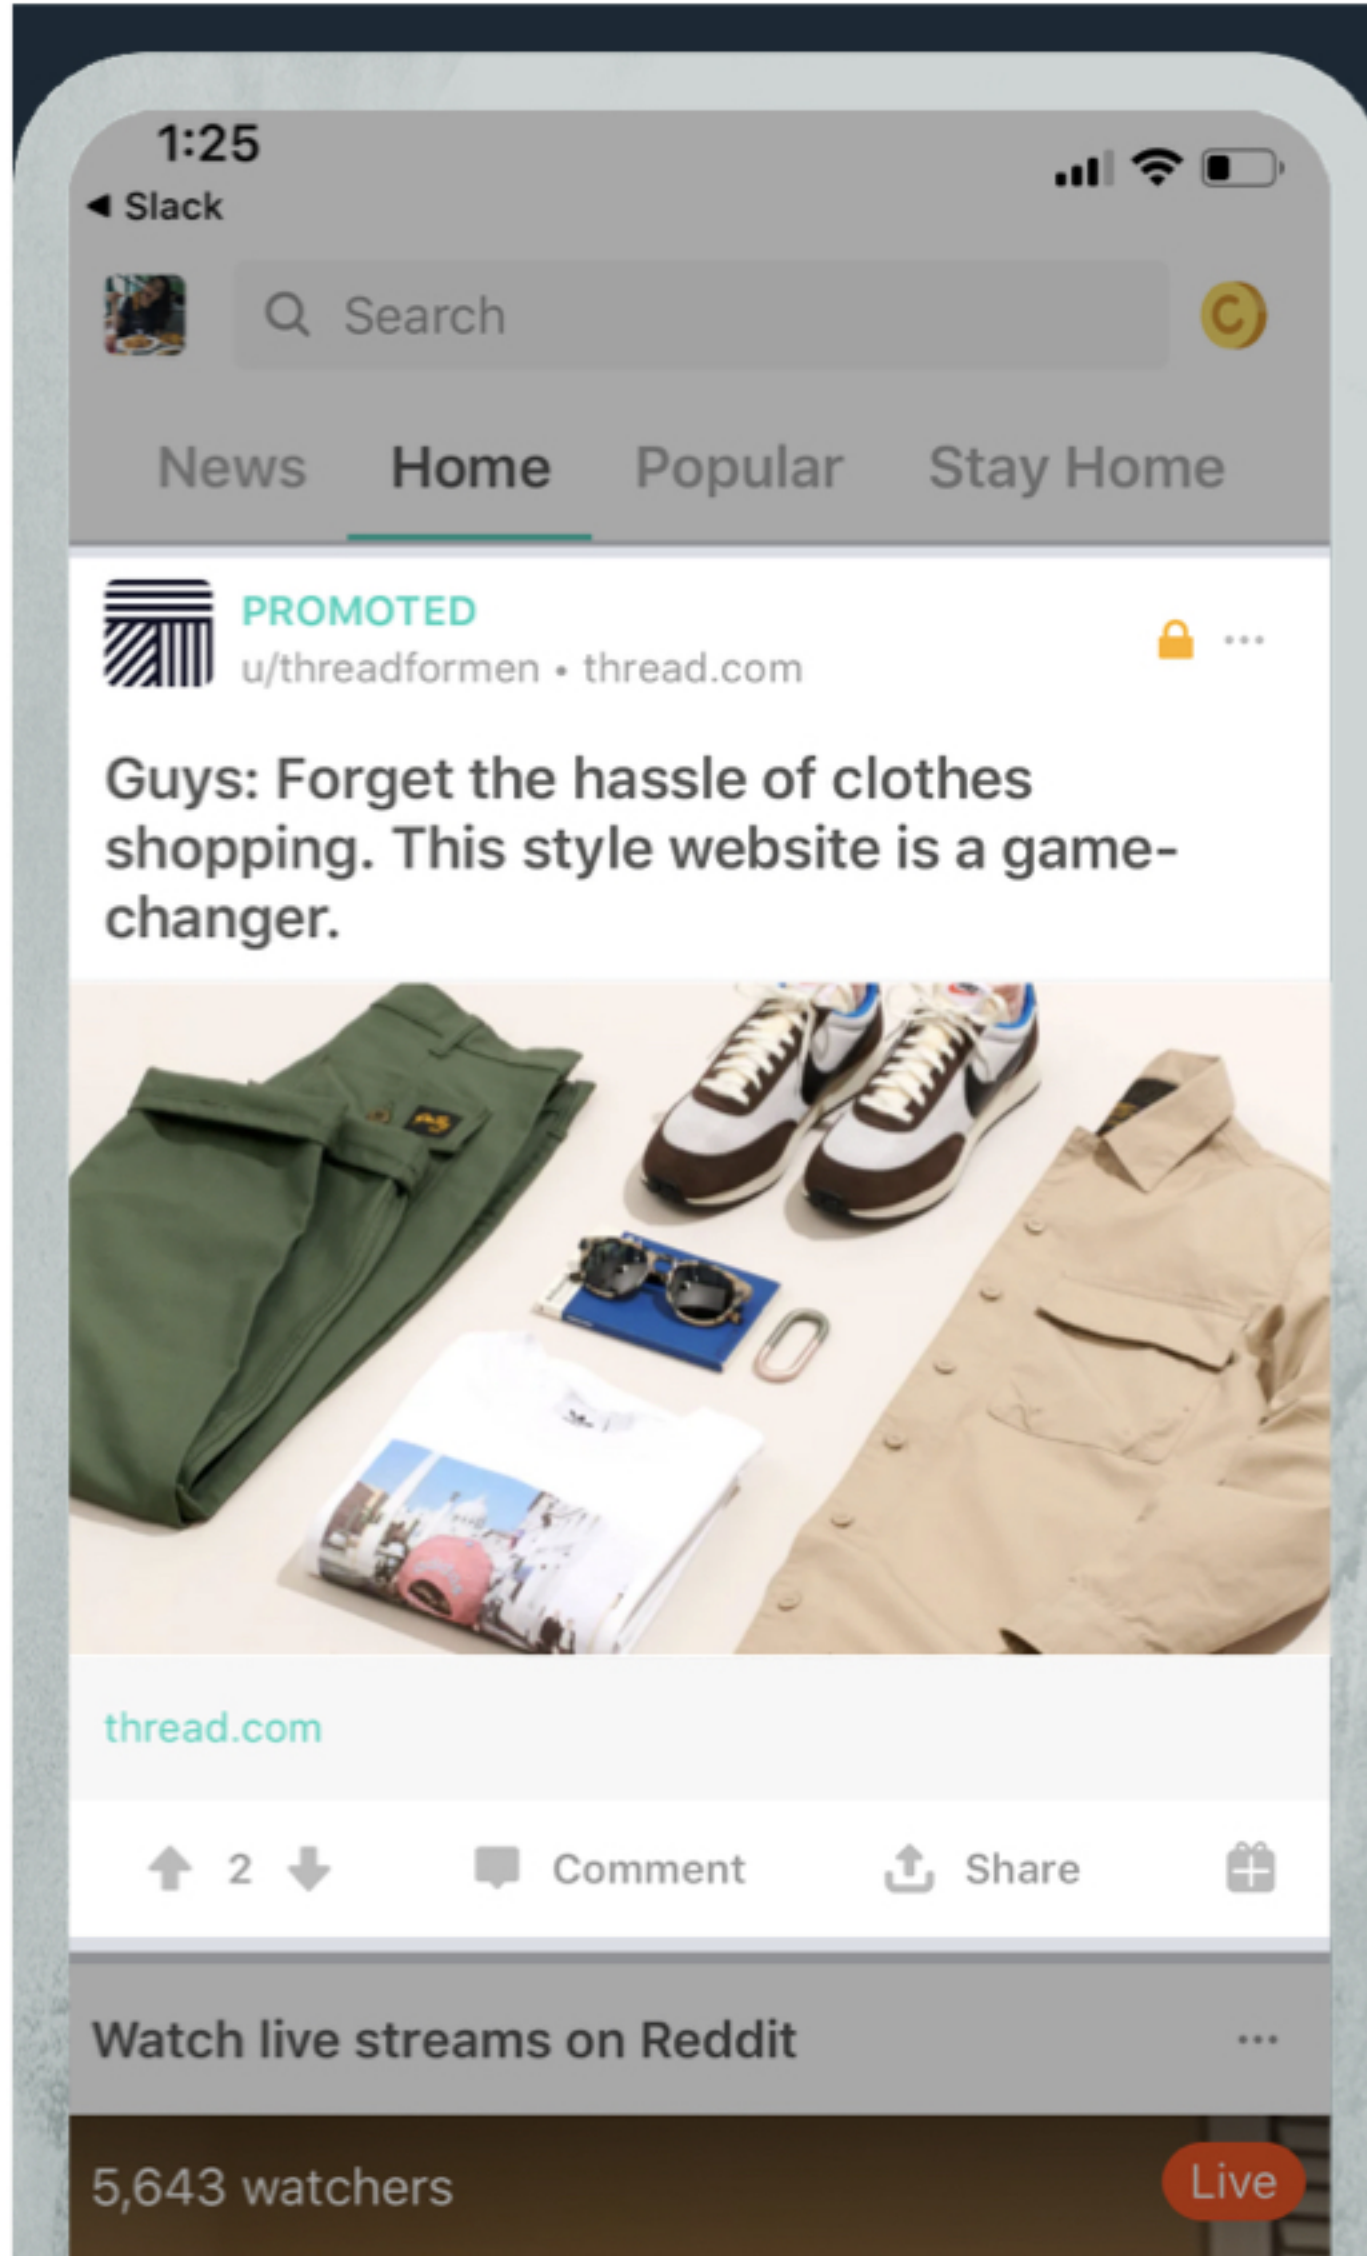 1:25
◀ Slack
Search
News Home Popular Stay Home
PROMOTED
u/threadformen • thread.com
Guys: Forget the hassle of clothes
shopping. This style website is a game-
changer.
thread.com
2 Comment Share
Watch live streams on Reddit
5,643 watchers
Live